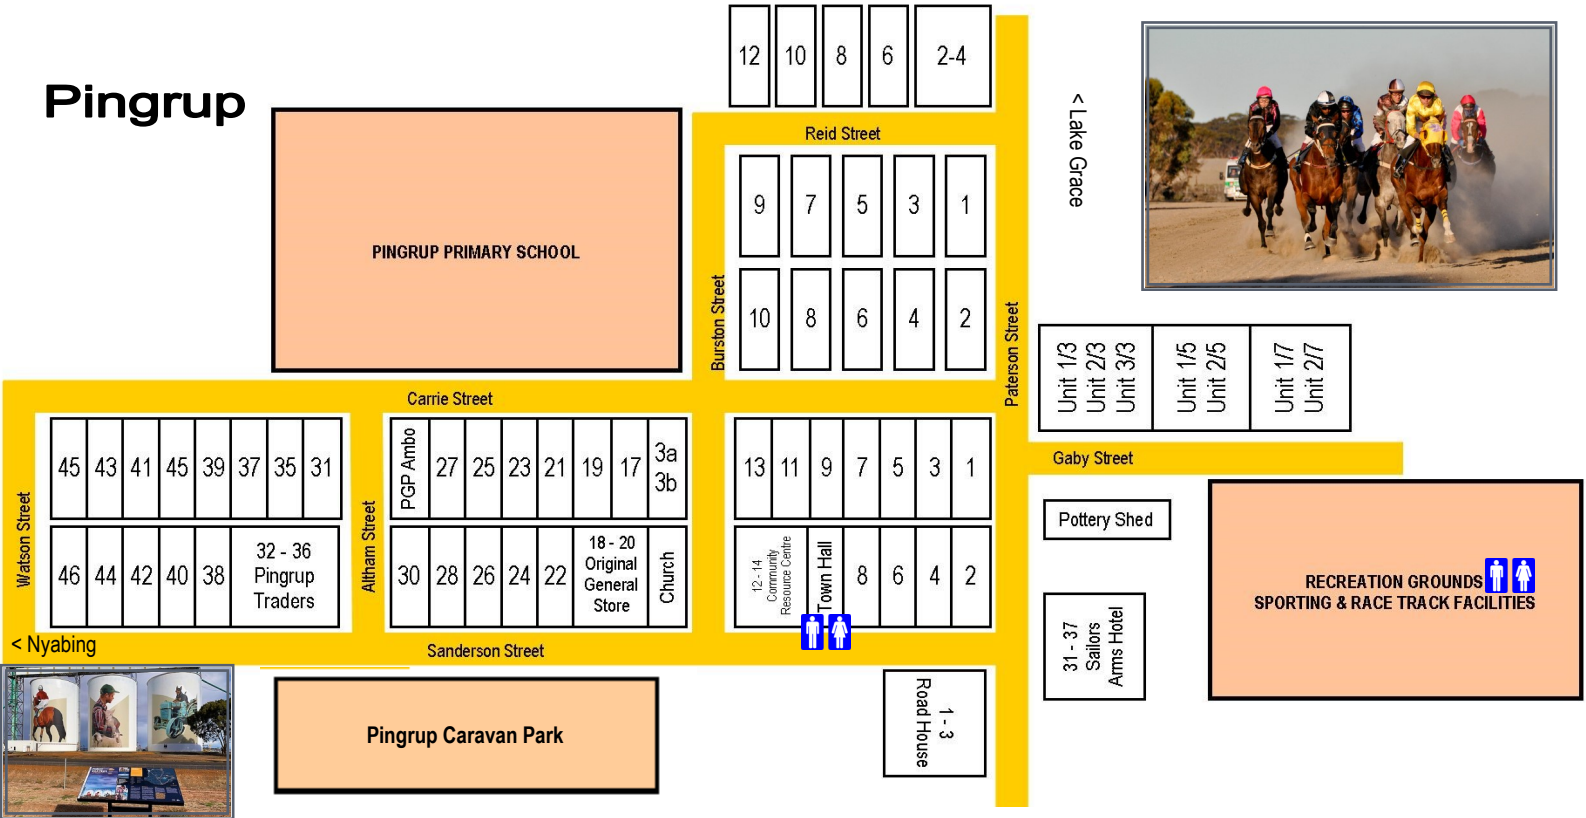 Pingrup
12
10
8
6
2-4
Reid Street
< Lake Grace
PINGRUP PRIMARY SCHOOL
9
7
5
3
1
Burston Street
10
8
6
4
2
Paterson Street
Unit 1/3
Unit 2/3
Unit 3/3
Unit 1/5
Unit 2/5
Unit 1/7
Unit 2/7
Carrie Street
Gaby Street
Watson Street
45
43
41
45
39
37
35
31
Altham Street
PGP Ambo
27
25
23
21
19
17
3a
3b
13
11
9
7
5
3
1
46
44
42
40
38
32 - 36
Pingrup
Traders
30
28
26
24
22
18 - 20
Original
General
Store
Church
12 - 14
Community
Resource Centre
Town Hall
8
6
4
2
Pottery Shed
RECREATION GROUNDS
SPORTING & RACE TRACK FACILITIES
31 - 37
Sailors
Arms Hotel
< Nyabing
Sanderson Street
Pingrup Caravan Park
1 - 3
Road House